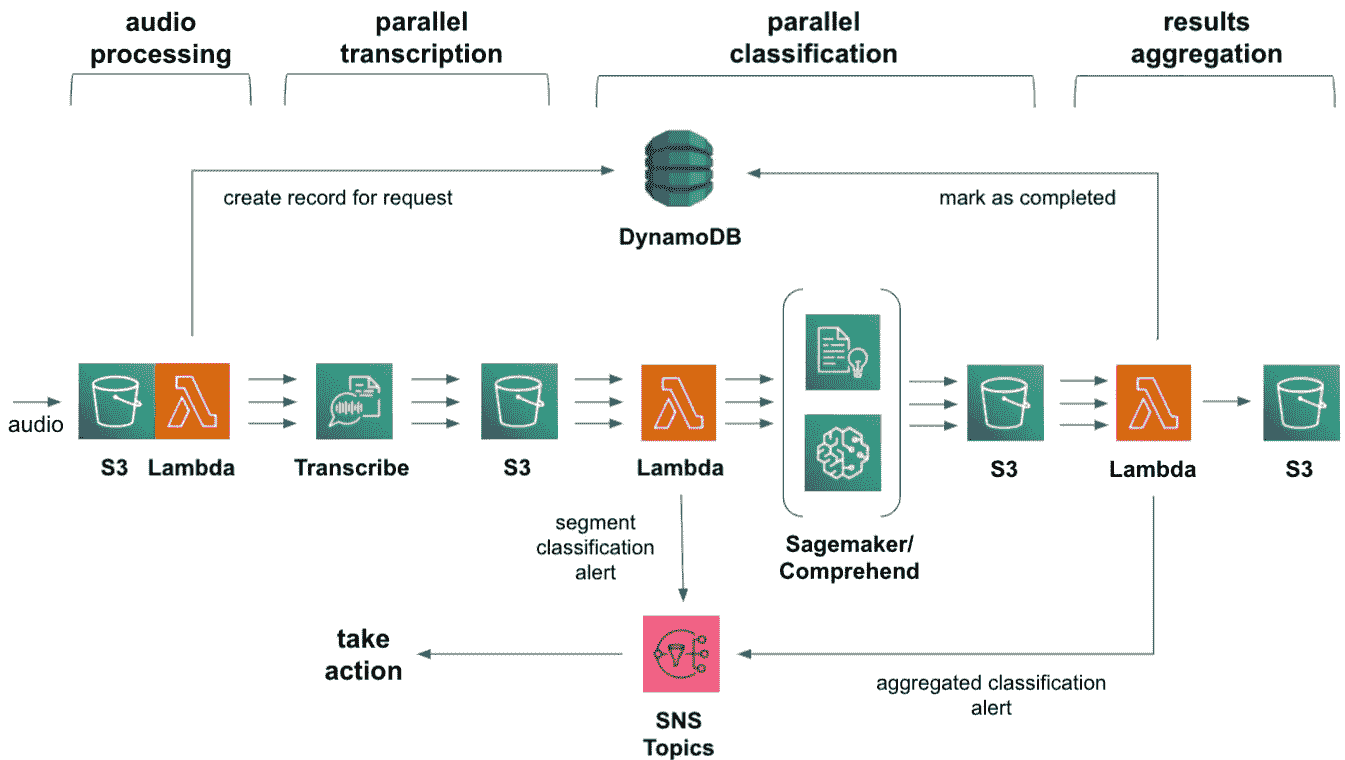 audio
processing
parallel
transcription
parallel
classification
results
aggregation
create record for request
DynamoDB
mark as completed
audio
S3
Lambda
Transcribe
S3
Lambda
Sagemaker/
Comprehend
S3
Lambda
S3
segment
classification
alert
take
action
SNS
Topics
aggregated classification
alert